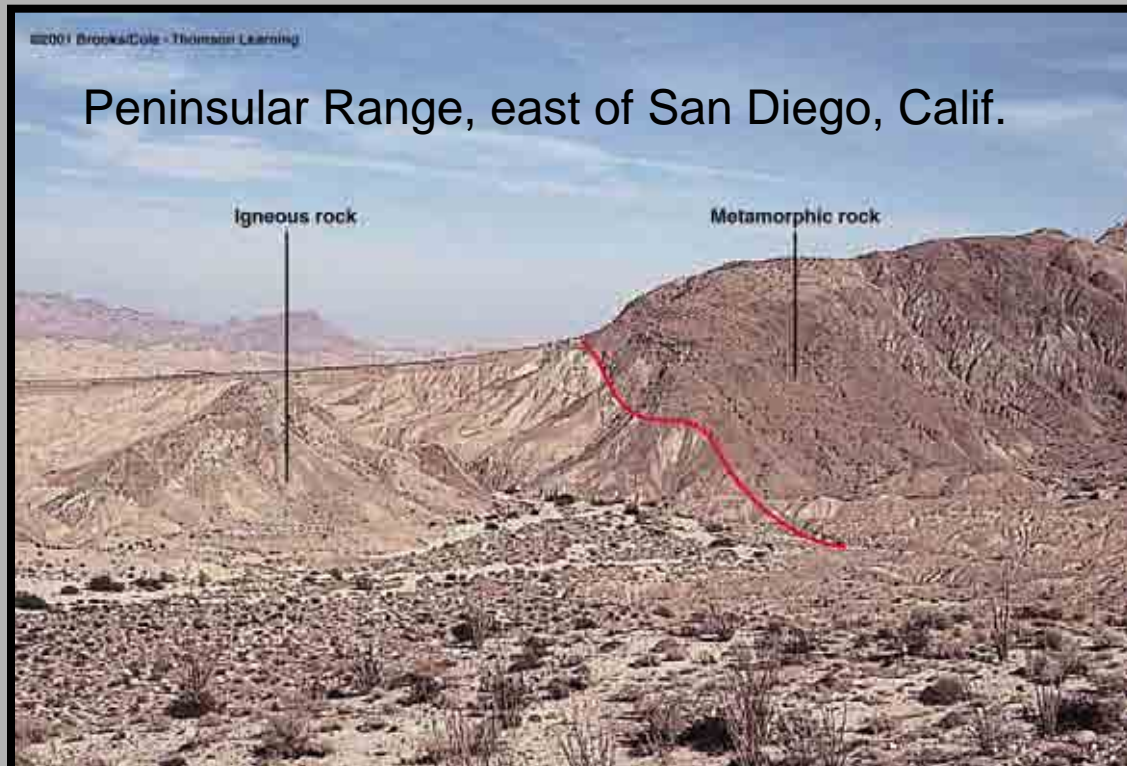 ©2001 Brooks/Cole - Thomson Learning
Peninsular Range, east of San Diego, Calif.
Igneous rock
Metamorphic rock